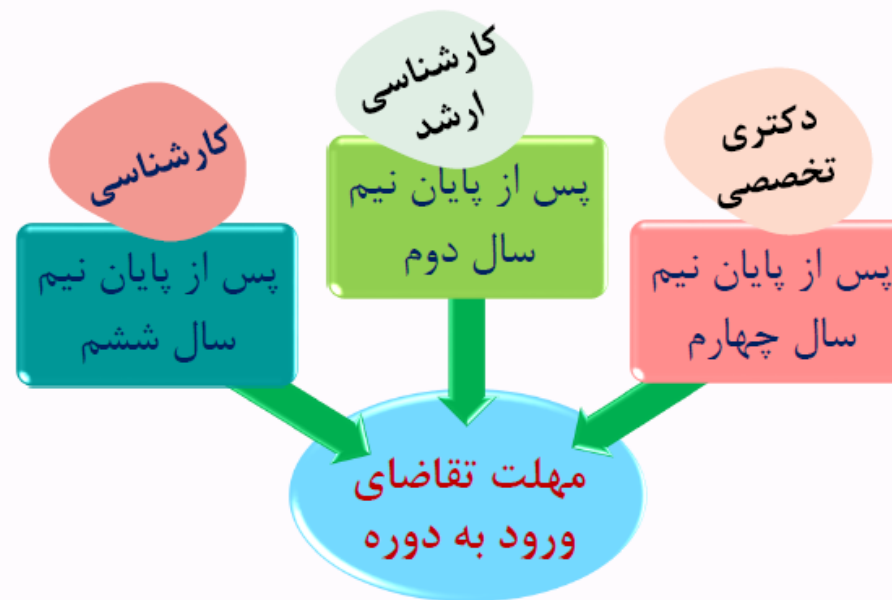 دکتری
تخصصی
پس از پایان نیم
سال چهارم
کارشناسی
ارشد
پس از پایان نیم
سال دوم
کارشناسی
پس از پایان نیم
سال ششم
مهلت تقاضای
ورود به دوره